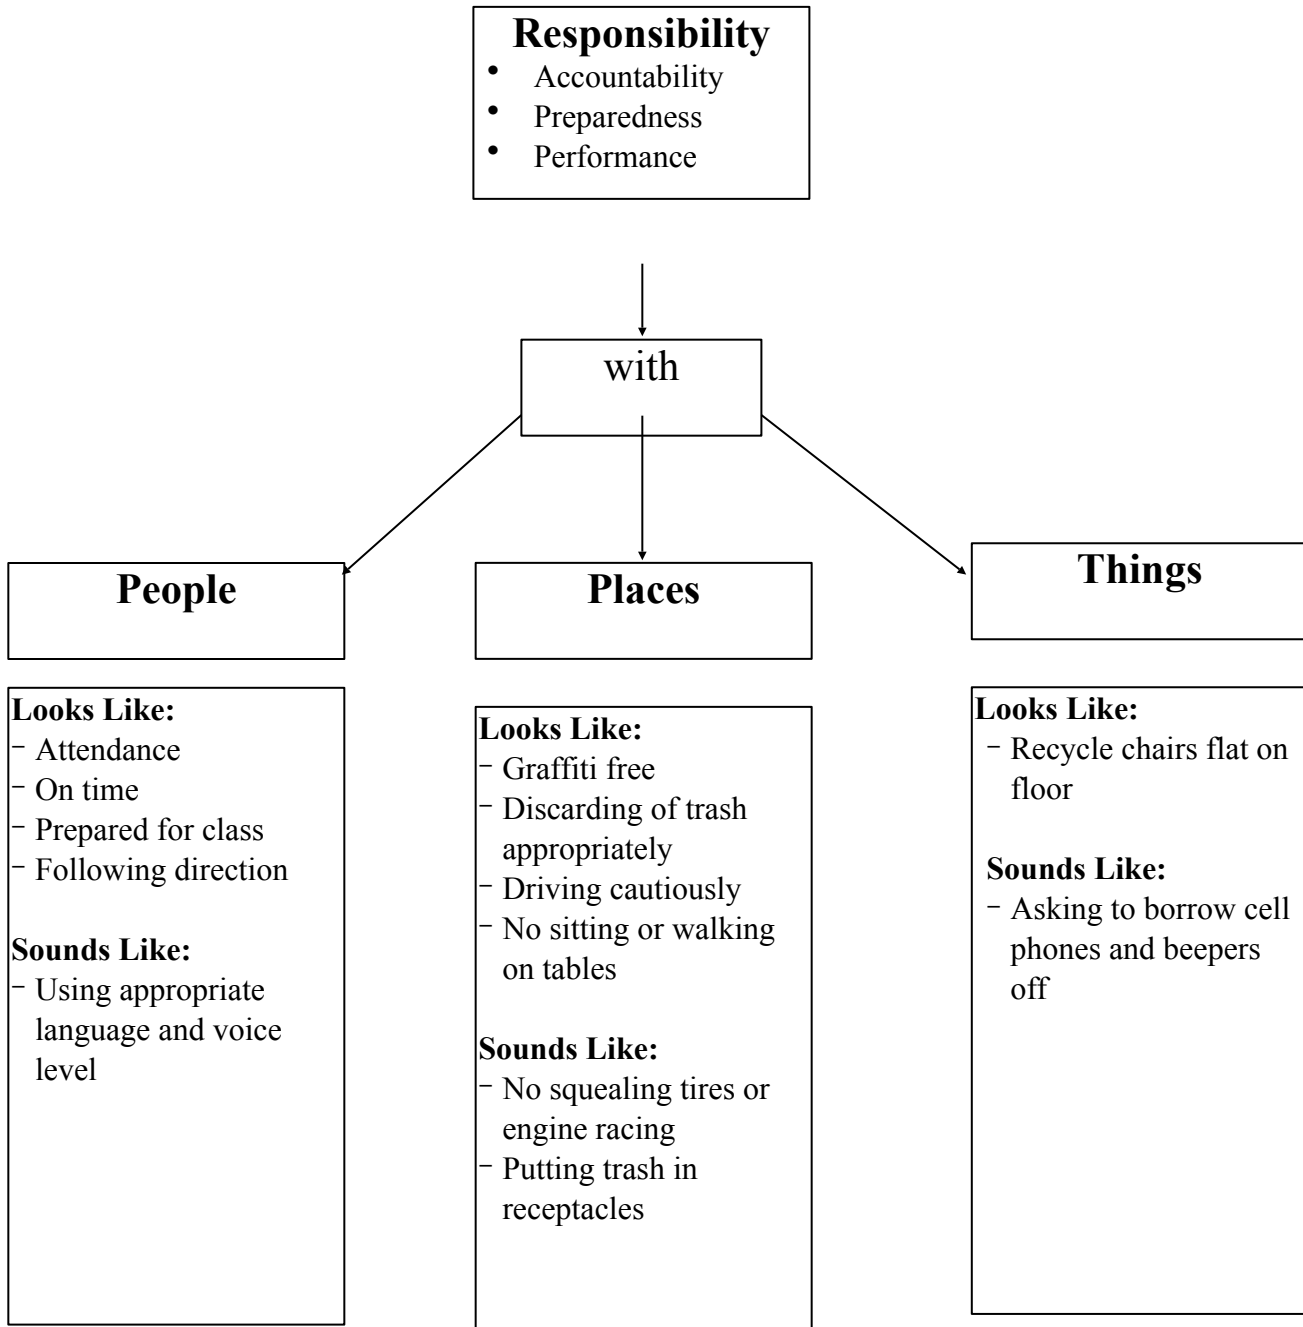 Responsibility
• Accountability
• Preparedness
• Performance
with
People
Looks Like:
- Attendance
- On time
- Prepared for class
- Following direction
Sounds Like:
- Using appropriate
language and voice
level
Places
Looks Like:
- Graffiti free
- Discarding of trash
appropriately
- Driving cautiously
- No sitting or walking
on tables
Sounds Like:
- No squealing tires or
engine racing
- Putting trash in
receptacles
Things
Looks Like:
- Recycle chairs flat on
floor
Sounds Like:
- Asking to borrow cell
phones and beepers
off